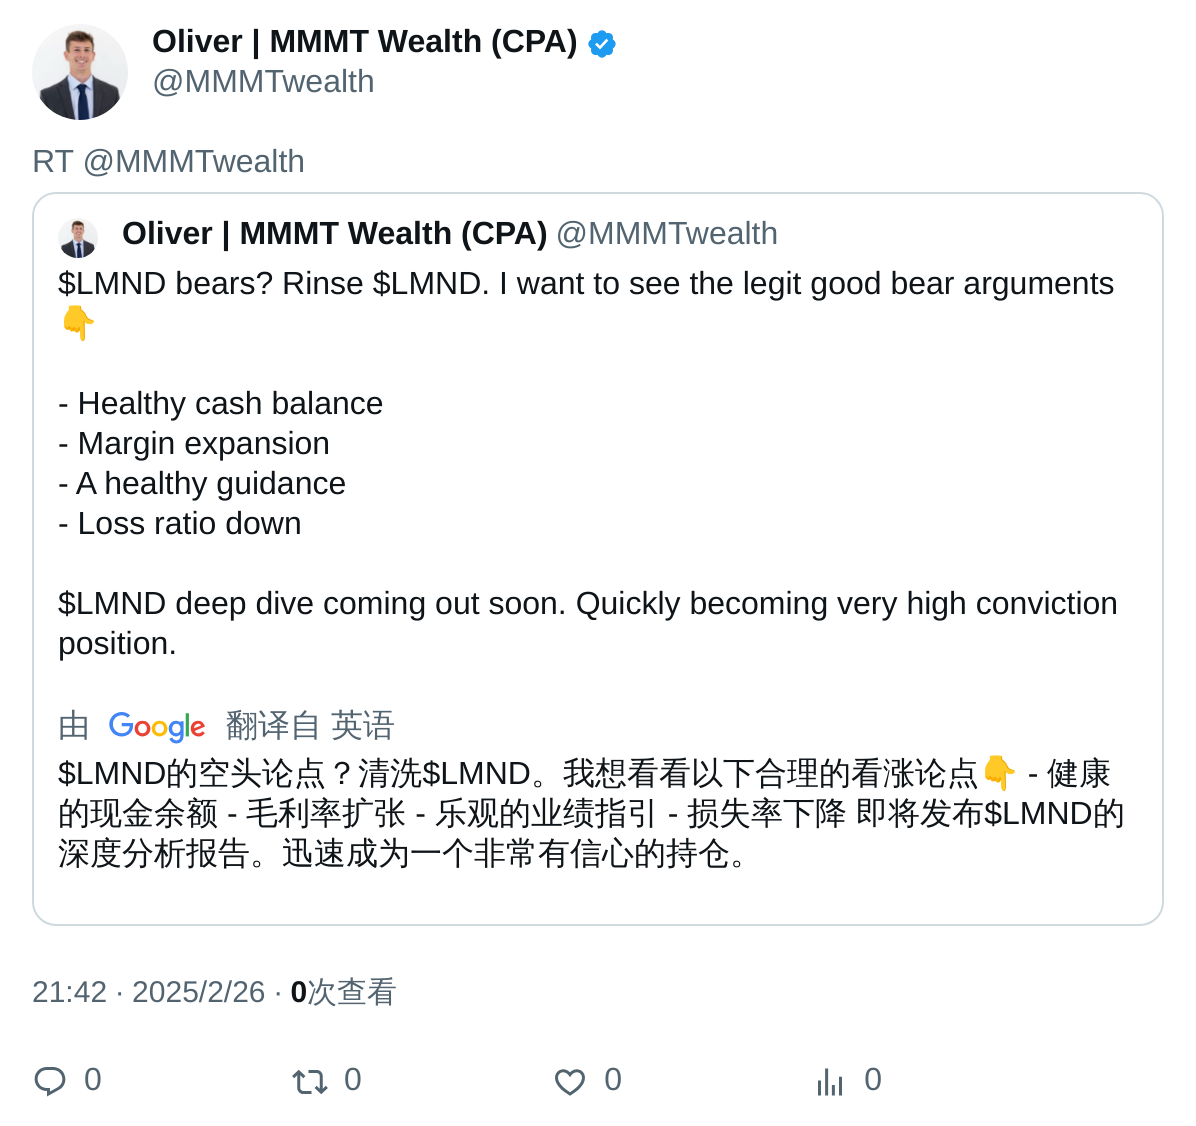 Oliver | MMMT Wealth (CPA)
@MMMTwealth
RT @MMMTwealth
Oliver | MMMT Wealth (CPA) @MMMTwealth
$LMND bears? Rinse $LMND. I want to see the legit good bear arguments
👇
- Healthy cash balance
- Margin expansion
- A healthy guidance
- Loss ratio down
$LMND deep dive coming out soon. Quickly becoming very high conviction
position.
由 Google 翻译自 英语
$LMND的空头论点？清洗$LMND。我想看看以下合理的看涨论点👇 - 健康
的现金余额 - 毛利率扩张 - 乐观的业绩指引 - 损失率下降 即将发布$LMND的
深度分析报告。迅速成为一个非常有信心的持仓。
21:42 · 2025/2/26 · 0次查看
0 0 0 0